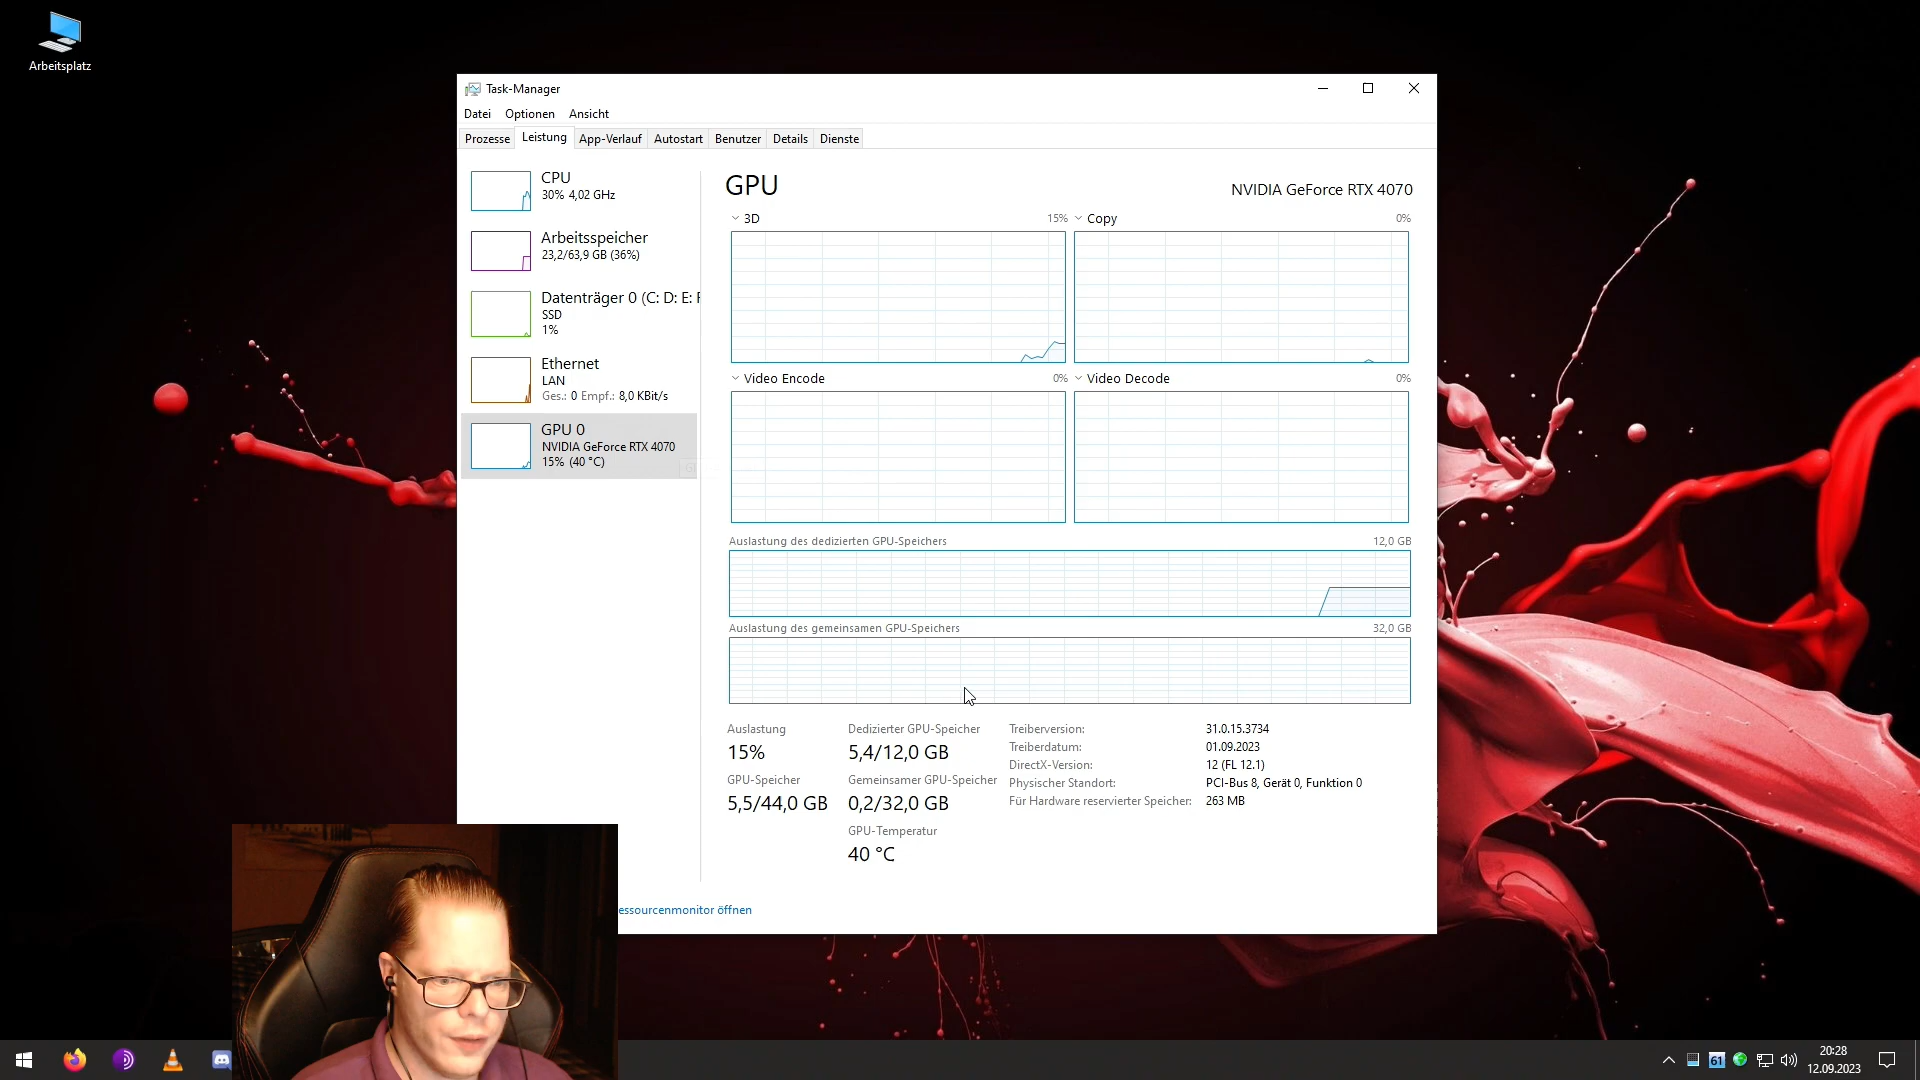 Arbeitsplatz
Task-Manager
Datei Optionen Ansicht
Prozesse Leistung App-Verlauf Autostart Benutzer Details Dienste
CPU
30% 4,02 GHz
Arbeitsspeicher
23,2/63,9 GB (36%)
Datenträger 0 (C: D: E: F
SSD
1%
Ethernet
LAN
Ges.: 0 Empf.: 8,0 KBit/s
GPU 0
NVIDIA GeForce RTX 4070
15% (40 °C)
GPU NVIDIA GeForce RTX 4070
3D 15% Copy 0%
Video Encode 0% Video Decode 0%
Auslastung des dedizierten GPU-Speichers 12,0 GB
Auslastung des gemeinsamen GPU-Speichers 32,0 GB
Auslastung
15%
GPU-Speicher
5,5/44,0 GB
Dedizierter GPU-Speicher
5,4/12,0 GB
Gemeinsamer GPU-Speicher
0,2/32,0 GB
GPU-Temperatur
40 °C
Treiberversion: 31.0.15.3734
Treiberdatum: 01.09.2023
DirectX-Version: 12 (FL 12.1)
Physischer Standort: PCI-Bus 8, Gerät 0, Funktion 0
Für Hardware reservierter Speicher: 263 MB
essourcenmonitor öffnen
61
20:28
12.09.2023